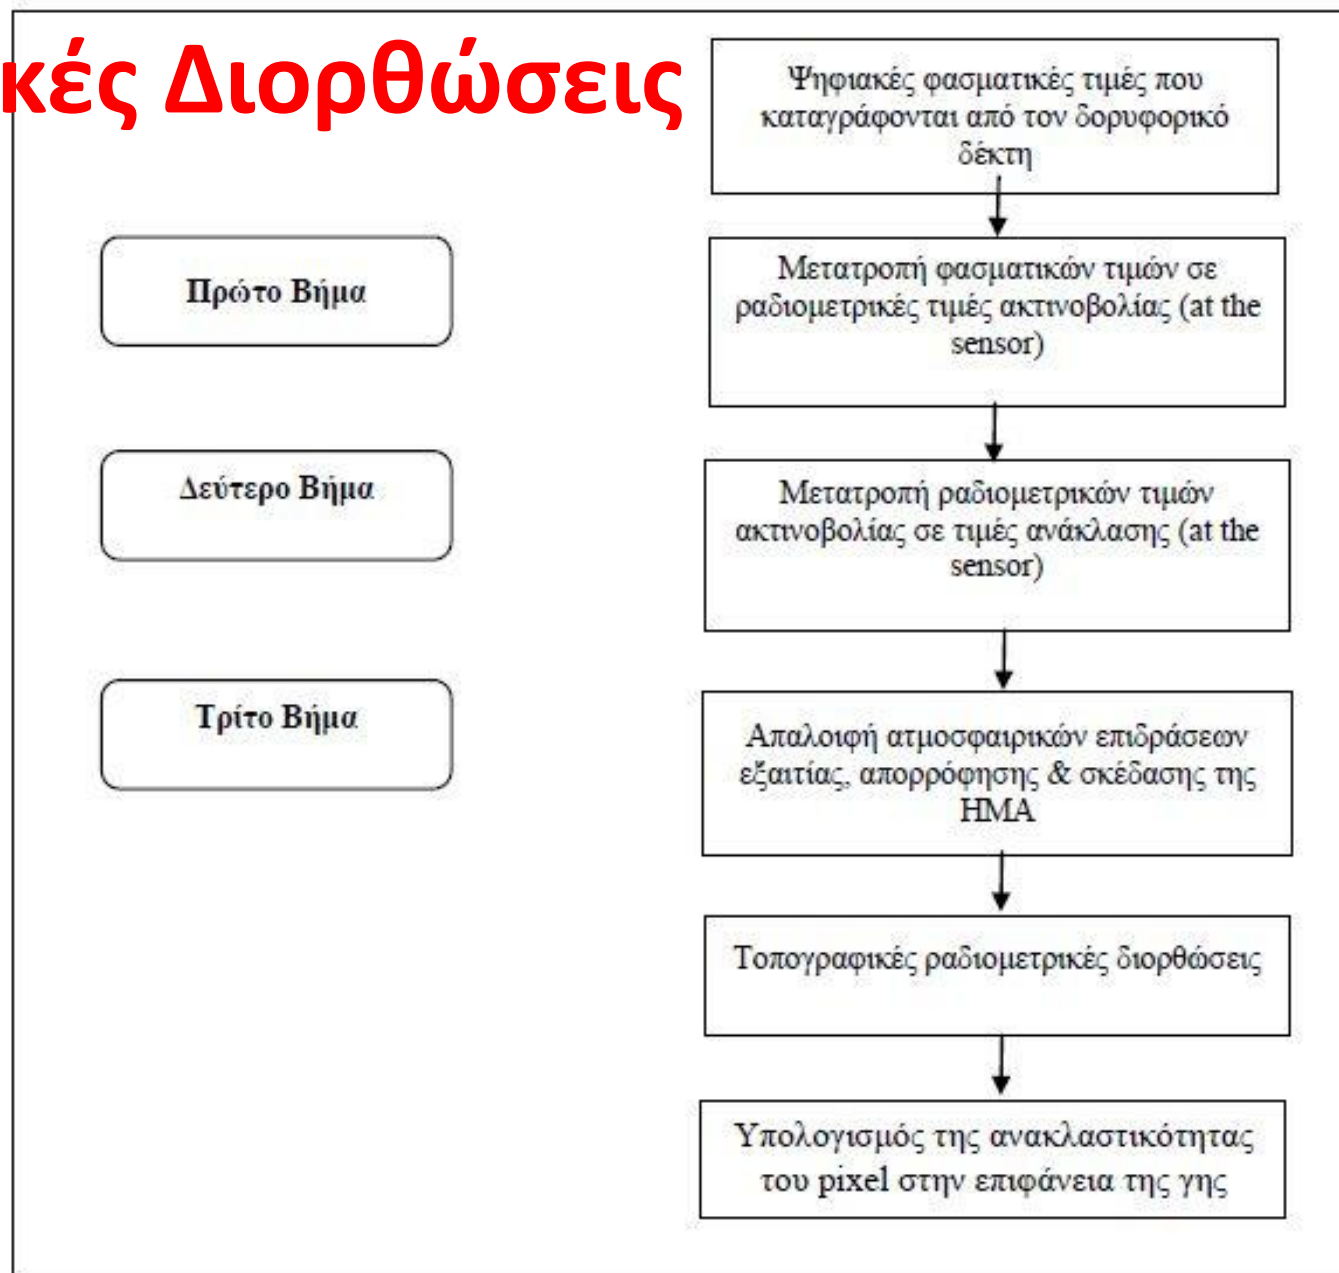 κές Διορθώσεις
Ψηφιακές φασματικές τιμές που
καταγράφονται από τον δορυφορικό
δέκτη
Πρώτο Βήμα
Μετατροπή φασματικών τιμών σε
ραδιομετρικές τιμές ακτινοβολίας (at the
sensor)
Δεύτερο Βήμα
Μετατροπή ραδιομετρικών τιμών
ακτινοβολίας σε τιμές ανάκλασης (at the
sensor)
Τρίτο Βήμα
Απαλοιφή ατμοσφαιρικών επιδράσεων
εξαιτίας, απορρόφησης & σκέδασης της
ΗΜΑ
Τοπογραφικές ραδιομετρικές διορθώσεις
Υπολογισμός της ανακλαστικότητας
του pixel στην επιφάνεια της γης